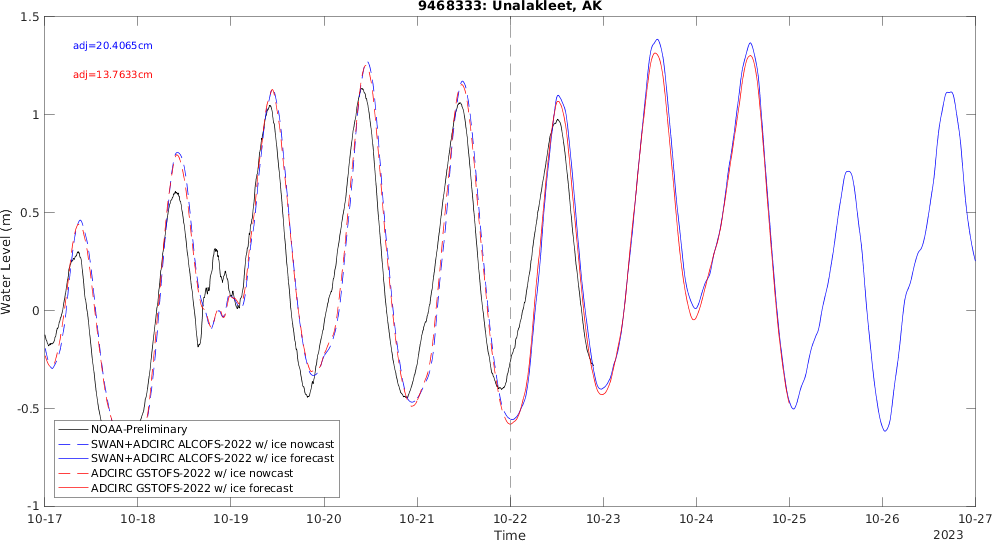 9468333: Unalakleet, AK
adj=20.4065cm
adj=13.7633cm
Water Level (m)
1.5
1
0.5
0
-0.5
-1
NOAA-Preliminary
SWAN+ADCIRC ALCOFS-2022 w/ ice nowcast
SWAN+ADCIRC ALCOFS-2022 w/ ice forecast
ADCIRC GSTOFS-2022 w/ ice nowcast
ADCIRC GSTOFS-2022 w/ ice forecast
10-17 10-18 10-19 10-20 10-21 10-22 10-23 10-24 10-25 10-26 10-27
Time 2023